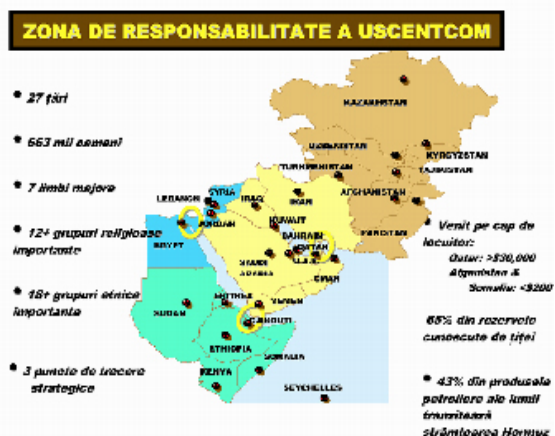 ZONA DE RESPONSABILITATE A USCENTCOM
• 27 țări
• 663 mil oameni
• 7 limbi majore
• 12+ grupuri religioase
importante
• 18+ grupuri etnice
importante
• 3 puncte de trecere
strategice
KAZAKHSTAN
UZBEKISTAN
KYRGYZSTAN
TURKMENISTAN
TAJIKISTAN
AFGHANISTAN
PAKISTAN
SYRIA
LEBANON
IRAQ
IRAN
JORDAN
KUWAIT
BAHRAIN
QATAR
U.A.E.
EGYPT
SAUDI
ARABIA
OMAN
YEMEN
ERITREA
SUDAN
DJIBOUTI
ETHIOPIA
SOMALIA
KENYA
SEYCHELLES
• Venit pe cap de
locuitor:
Qatar: >$30,000
Afganistan &
Somalia: <$200
65% din rezervele
cunoscute de țiței
• 43% din produsele
petroliere ale lumii
tranzitează
strâmtoarea Hormuz